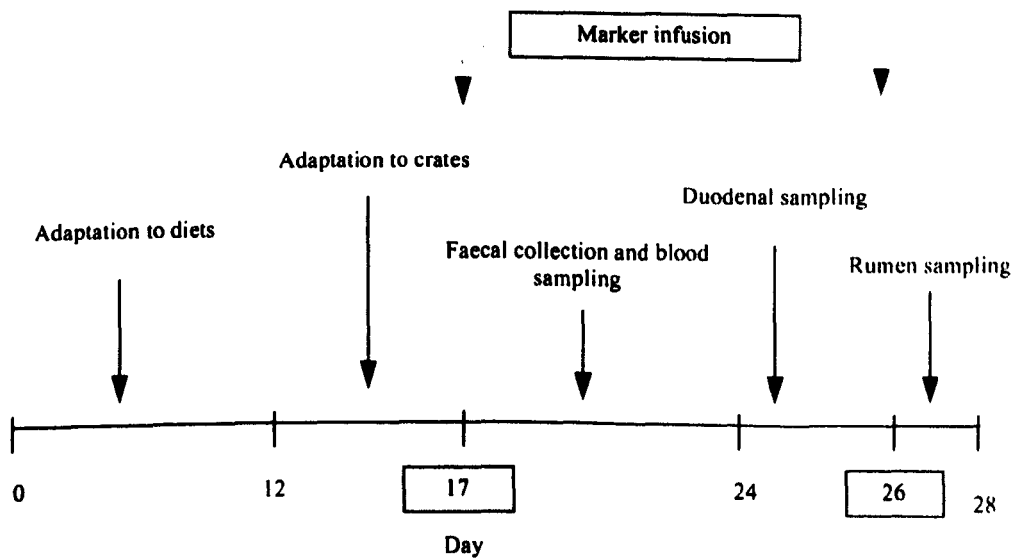 Marker infusion
Adaptation to crates
Duodenal sampling
Adaptation to diets
Faecal collection and blood
sampling
Rumen sampling
0
12
17
24
26
28
Day